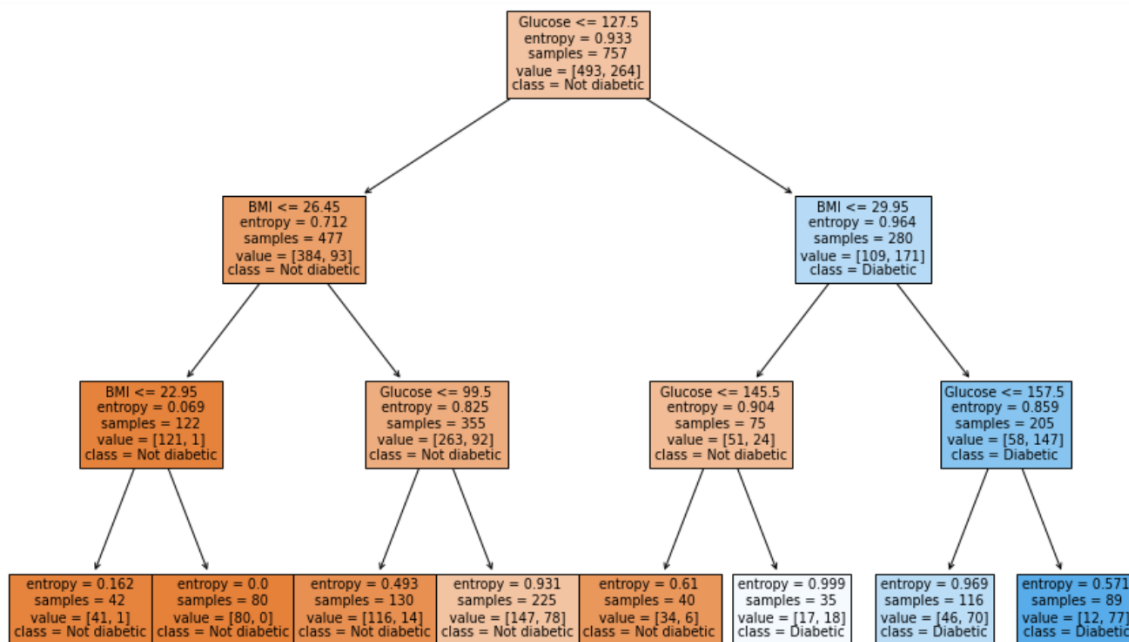 Glucose <= 127.5
entropy = 0.933
samples = 757
value = [493, 264]
class = Not diabetic
BMI <= 26.45
entropy = 0.712
samples = 477
value = [384, 93]
class = Not diabetic
BMI <= 29.95
entropy = 0.964
samples = 280
value = [109, 171]
class = Diabetic
BMI <= 22.95
entropy = 0.069
samples = 122
value = [121, 1]
class = Not diabetic
Glucose <= 99.5
entropy = 0.825
samples = 355
value = [263, 92]
class = Not diabetic
Glucose <= 145.5
entropy = 0.904
samples = 75
value = [51, 24]
class = Not diabetic
Glucose <= 157.5
entropy = 0.859
samples = 205
value = [58, 147]
class = Diabetic
entropy = 0.162
samples = 42
value = [41, 1]
class = Not diabetic
entropy = 0.0
samples = 80
value = [80, 0]
class = Not diabetic
entropy = 0.493
samples = 130
value = [116, 14]
class = Not diabetic
entropy = 0.931
samples = 225
value = [147, 78]
class = Not diabetic
entropy = 0.61
samples = 40
value = [34, 6]
class = Not diabetic
entropy = 0.999
samples = 35
value = [17, 18]
class = Diabetic
entropy = 0.969
samples = 116
value = [46, 70]
class = Diabetic
entropy = 0.571
samples = 89
value = [12, 77]
class = Diabetic